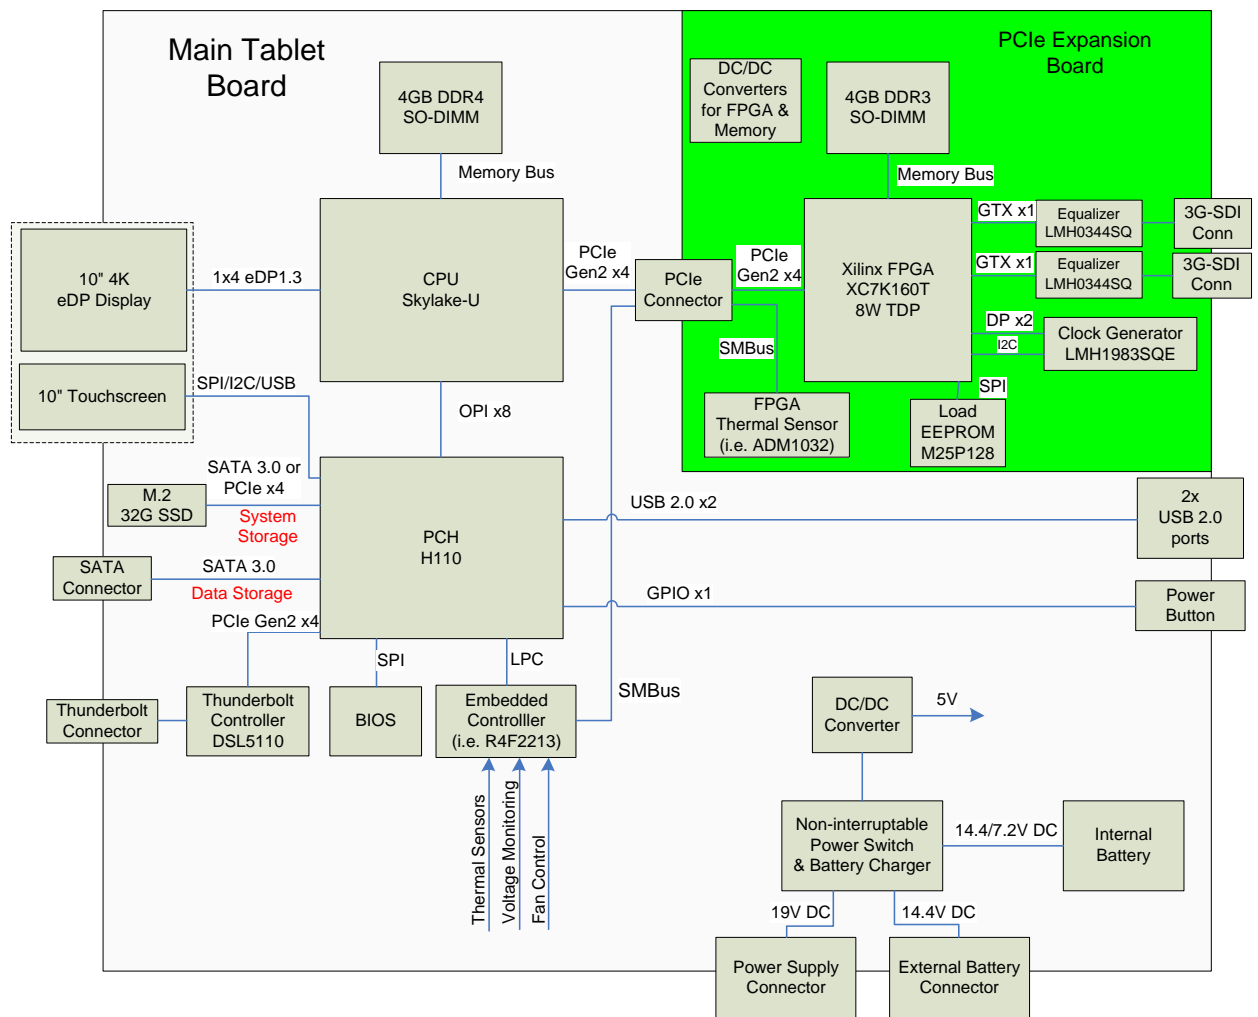 Main Tablet
Board
PCIe Expansion
Board
4GB DDR4
SO-DIMM
DC/DC
Converters
for FPGA &
Memory
4GB DDR3
SO-DIMM
Memory Bus
Memory Bus
10" 4K
eDP Display
1x4 eDP1.3
CPU
Skylake-U
PCIe
Gen2 x4
PCIe
Connector
PCIe
Gen2 x4
Xilinx FPGA
XC7K160T
8W TDP
GTX x1
Equalizer
LMH0344SQ
3G-SDI
Conn
GTX x1
Equalizer
LMH0344SQ
3G-SDI
Conn
DP x2
I2C
Clock Generator
LMH1983SQE
SMBus
SPI
10" Touchscreen
SPI/I2C/USB
OPI x8
FPGA
Thermal Sensor
(i.e. ADM1032)
Load
EEPROM
M25P128
M.2
32G SSD
SATA 3.0 or
PCIe x4
System
Storage
PCH
H110
USB 2.0 x2
2x
USB 2.0
ports
SATA
Connector
SATA 3.0
Data Storage
GPIO x1
Power
Button
PCIe Gen2 x4
SPI
LPC
SMBus
Thunderbolt
Connector
Thunderbolt
Controller
DSL5110
BIOS
Embedded
Controlller
(i.e. R4F2213)
DC/DC
Converter
5V
Thermal Sensors
Voltage Monitoring
Fan Control
Non-interruptable
Power Switch
& Battery Charger
14.4/7.2V DC
Internal
Battery
19V DC
14.4V DC
Power Supply
Connector
External Battery
Connector